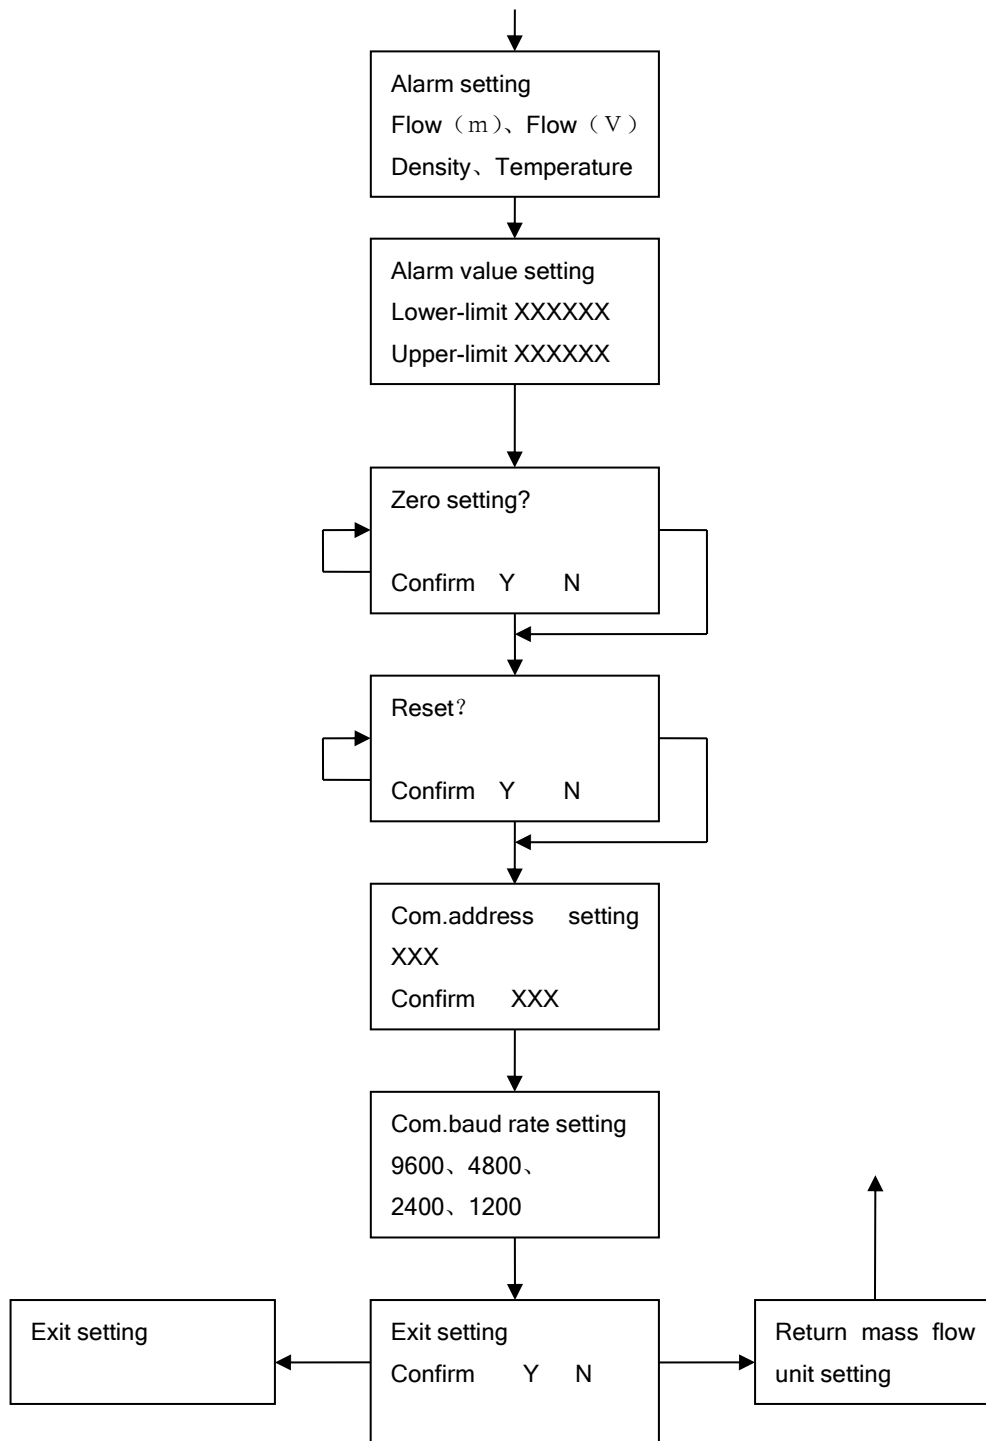 Alarm setting
Flow（m）、Flow（V）
Density、Temperature
Alarm value setting
Lower-limit XXXXXX
Upper-limit XXXXXX
Zero setting?
Confirm Y N
Reset？
Confirm Y N
Com.address setting
XXX
Confirm XXX
Com.baud rate setting
9600、4800、
2400、1200
Exit setting
Exit setting
Confirm Y N
Return mass flow
unit setting